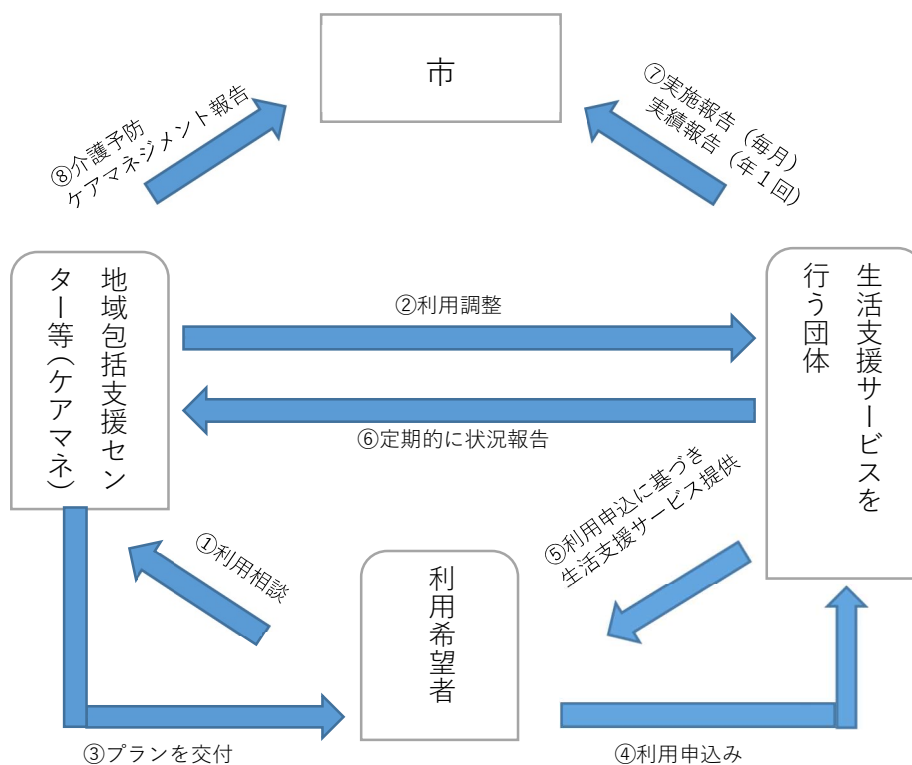 市
⑧介護予防
ケアマネジメント報告
⑦実施報告（毎月）
実績報告（年１回）
地域包括支援セン
ター等（ケアマネ）
②利用調整
生活支援サービスを
行う団体
⑥定期的に状況報告
①利用相談
利用希望者
⑤利用申込に基づき
生活支援サービス提供
③プランを交付
④利用申込み